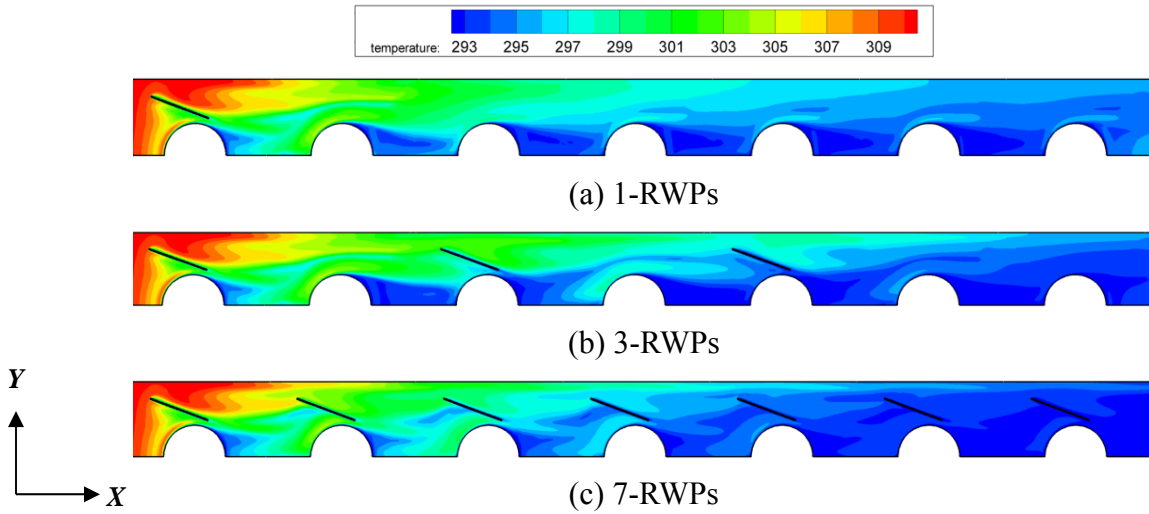 temperature: 293 295 297 299 301 303 305 307 309
(a) 1-RWPs
(b) 3-RWPs
(c) 7-RWPs
Y
X